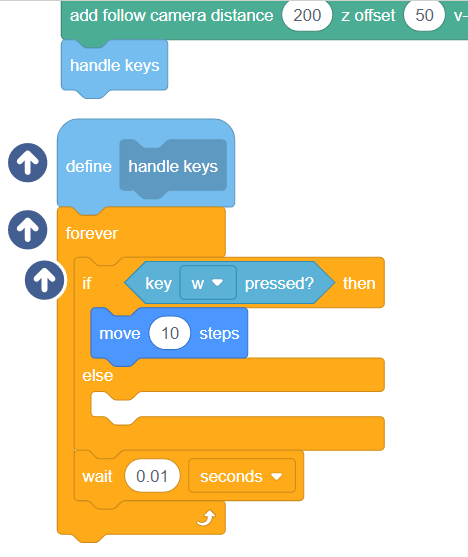 add follow camera distance 200 z offset 50 v-
handle keys
define handle keys
forever
if key w pressed? then
move 10 steps
else
wait 0.01 seconds